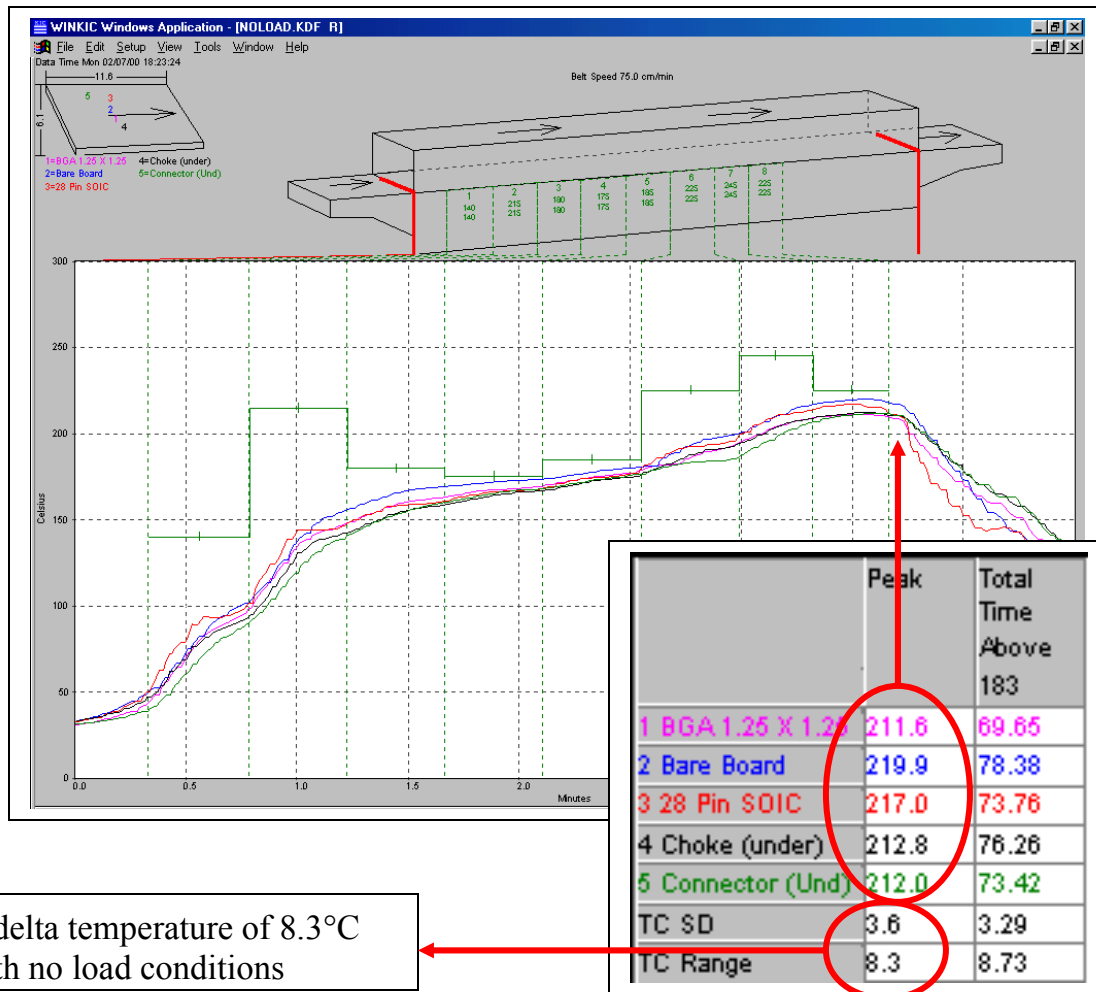 WINKIC Windows Application - [NOLOAD.KDF R]
File Edit Setup View Tools Window Help
Data Time Mon 02/07/00 18:23:24
11.6
Belt Speed 75.0 cm/min
6.1
5 3
2
1
4
1=BGA 1.25 X 1.25 4=Choke (under)
2=Bare Board 5=Connector (Und)
3=28 Pin SOIC
1 2 3 4 5 6 7 8
140 215 180 175 185 225 245 225
140 215 180 175 185 225 245 225
300
250
200
Celsius
150
100
50
0
0.0 0.5 1.0 1.5 2.0
Minutes
Peak Total Time Above 183
1 BGA 1.25 X 1.25 211.6 69.65
2 Bare Board 219.9 78.38
3 28 Pin SOIC 217.0 73.76
4 Choke (under) 212.8 76.26
5 Connector (Und) 212.0 73.42
TC SD 3.6 3.29
TC Range 8.3 8.73
delta temperature of 8.3°C
th no load conditions